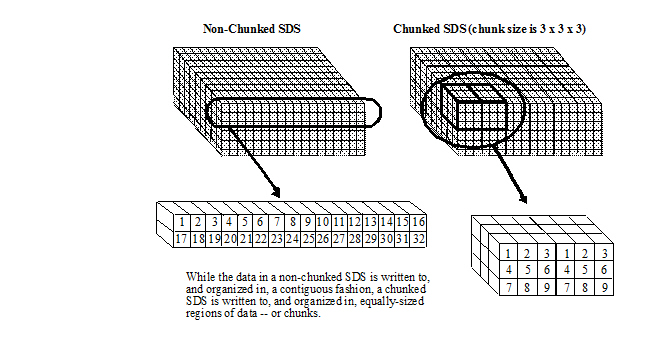 Non-Chunked SDS
Chunked SDS (chunk size is 3 x 3 x 3)
1 2 3 4 5 6 7 8 9 10 11 12 13 14 15 16
17 18 19 20 21 22 23 24 25 26 27 28 29 30 31 32
1 2 3 1 2 3
4 5 6 4 5 6
7 8 9 7 8 9
While the data in a non-chunked SDS is written to,
and organized in, a contiguous fashion, a chunked
SDS is written to, and organized in, equally-sized
regions of data -- or chunks.